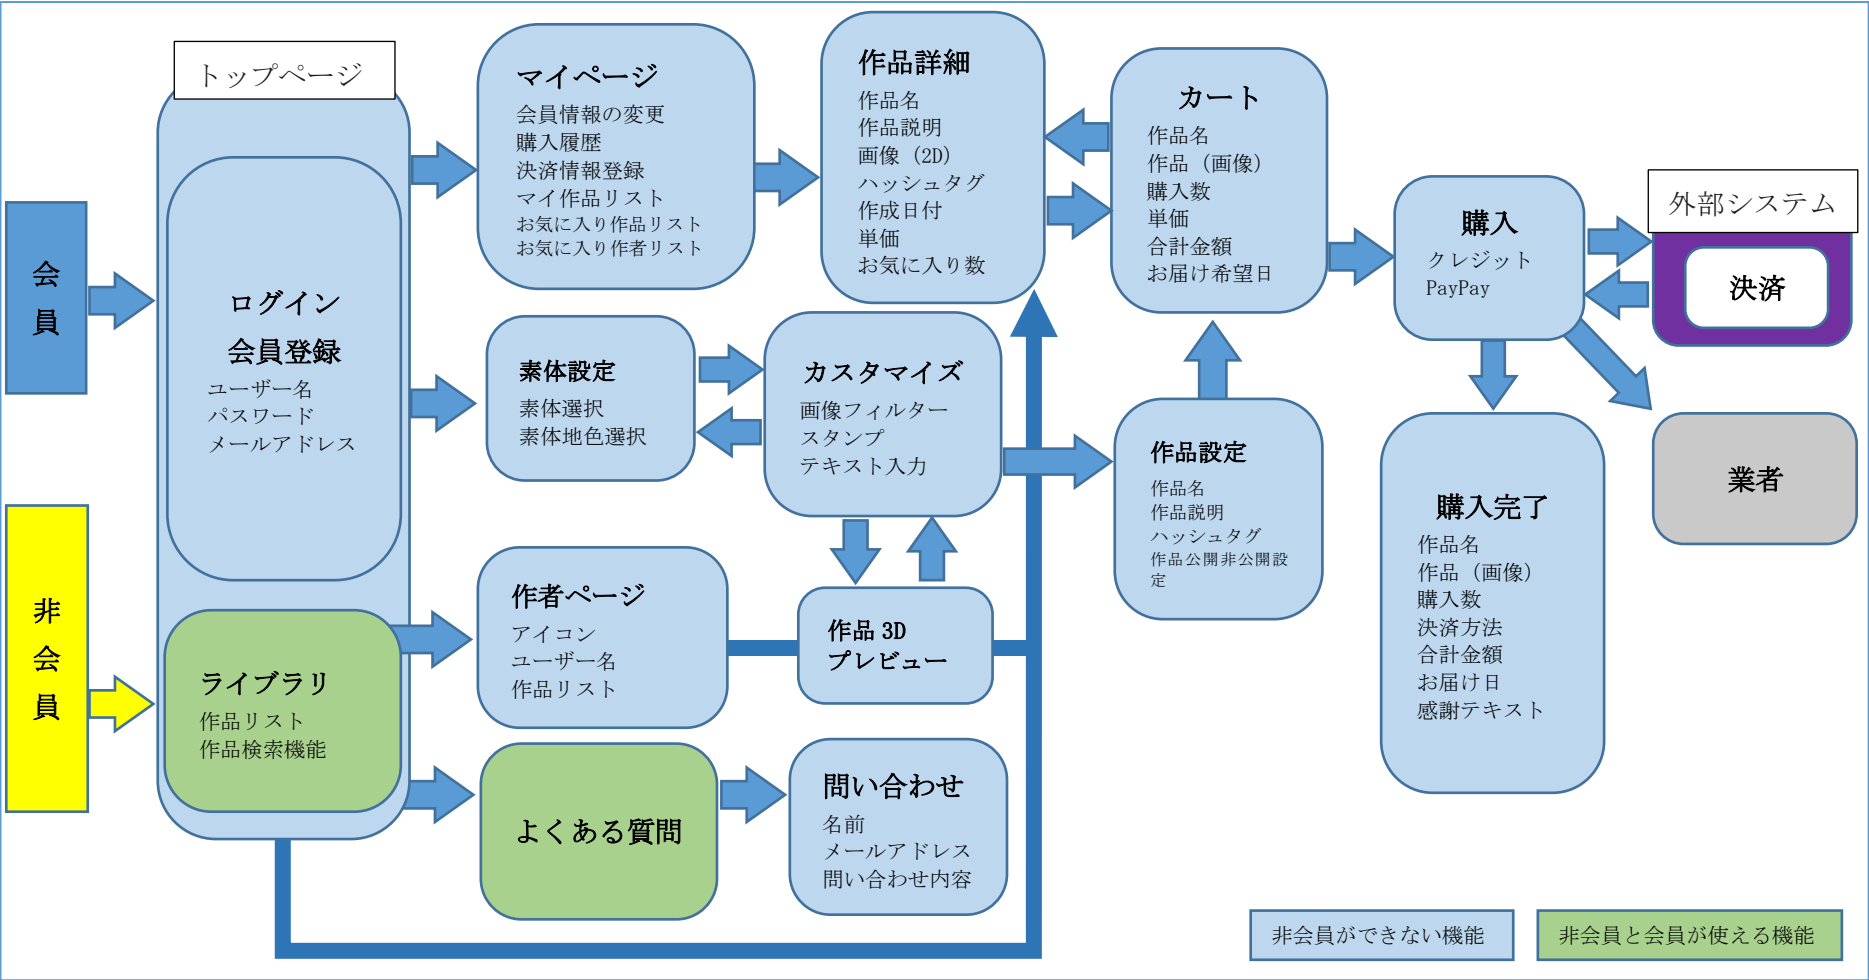 会員
非会員
トップページ
ログイン
会員登録
ユーザー名
パスワード
メールアドレス
ライブラリ
作品リスト
作品検索機能
マイページ
会員情報の変更
購入履歴
決済情報登録
マイ作品リスト
お気に入り作品リスト
お気に入り作者リスト
素体設定
素体選択
素体地色選択
作者ページ
アイコン
ユーザー名
作品リスト
よくある質問
作品詳細
作品名
作品説明
画像（2D）
ハッシュタグ
作成日付
単価
お気に入り数
カスタマイズ
画像フィルター
スタンプ
テキスト入力
作品 3D
プレビュー
問い合わせ
名前
メールアドレス
問い合わせ内容
カート
作品名
作品（画像）
購入数
単価
合計金額
お届け希望日
作品設定
作品名
作品説明
ハッシュタグ
作品公開非公開設
定
購入
クレジット
PayPay
購入完了
作品名
作品（画像）
購入数
決済方法
合計金額
お届け日
感謝テキスト
外部システム
決済
業者
非会員ができない機能
非会員と会員が使える機能